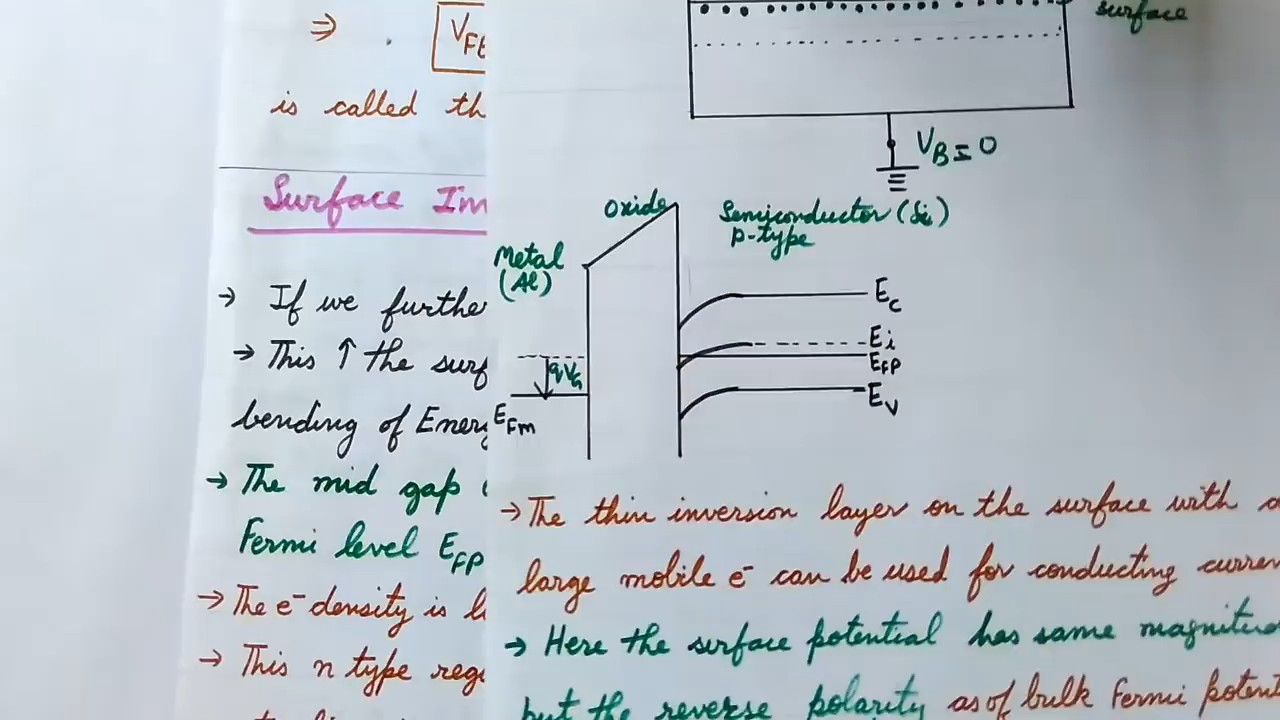 ⇒ V
is called th
Surface Im
→ If we furthe
→ This ↑ the surf
bending of Energ
→ The mid gap
Fermi level E_FP
→ The e⁻ density is l
→ This n type reg
surface
V_B = 0
Oxide
Semiconductor (Si)
p-type
Metal
(Al)
E_C
E_i
E_FP
E_V
qV_G
E_Fm
→ The thin inversion layer on the surface with a
large mobile e⁻ can be used for conducting curren
→ Here the surface potential has same magnitu
but the reverse polarity as of bulk Fermi potent